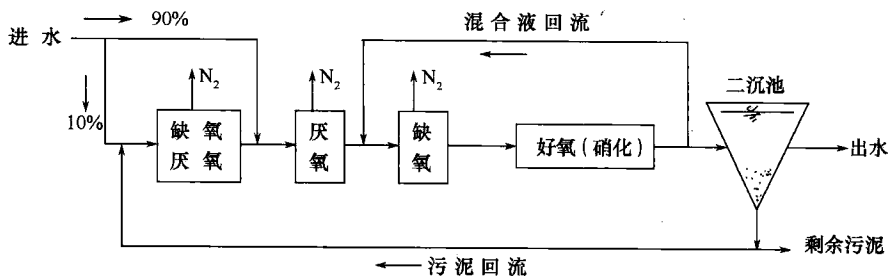 90%
进 水
混合液回流
N₂
N₂
N₂
二沉池
10%
缺 氧
厌 氧
厌
氧
缺
氧
好氧(硝化)
出水
剩余污泥
污 泥 回 流